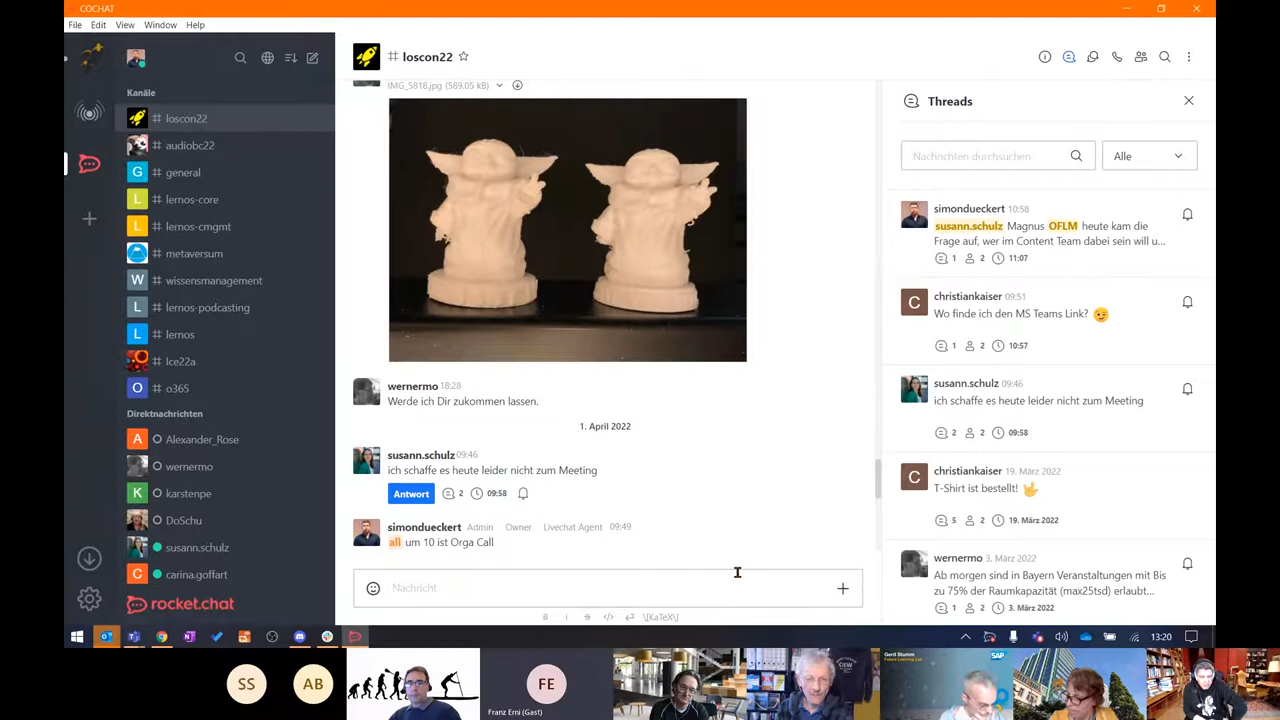 COCHAT
File Edit View Window Help
# loscon22
Kanäle
# loscon22
# audiobc22
G # general
L # lernos-core
L # lernos-cmgmt
# metaversum
W # wissensmanagement
L # lernos-podcasting
L # lernos
# lce22a
O # o365
Direktnachrichten
A Alexander_Rose
wernermo
K karstenpe
DoSchu
susann.schulz
C carina.goffart
rocket.chat
IMG_5818.jpg (589.05 kB)
wernermo 18:28
Werde ich Dir zukommen lassen.
1. April 2022
susann.schulz 09:46
ich schaffe es heute leider nicht zum Meeting
Antwort 2 09:58
simondueckert Admin Owner Livechat Agent 09:49
all um 10 ist Orga Call
Nachricht
B i S </> \[KaTeX\]
Threads
Nachrichten durchsuchen
Alle
simondueckert 10:58
susann.schulz Magnus OFLM heute kam die
Frage auf, wer im Content Team dabei sein will u...
1 2 11:07
C christiankaiser 09:51
Wo finde ich den MS Teams Link? 😉
1 2 10:57
susann.schulz 09:46
ich schaffe es heute leider nicht zum Meeting
2 2 09:58
C christiankaiser 19. März 2022
T-Shirt ist bestellt! 🤟
5 2 19. März 2022
wernermo 3. März 2022
Ab morgen sind in Bayern Veranstaltungen mit Bis
zu 75% der Raumkapazität (max25tsd) erlaubt...
1 2 3. März 2022
13:20
SS
AB
FE
Franz Erni (Gast)
OEW
Gerd Stumm
Future Learning List
SAP